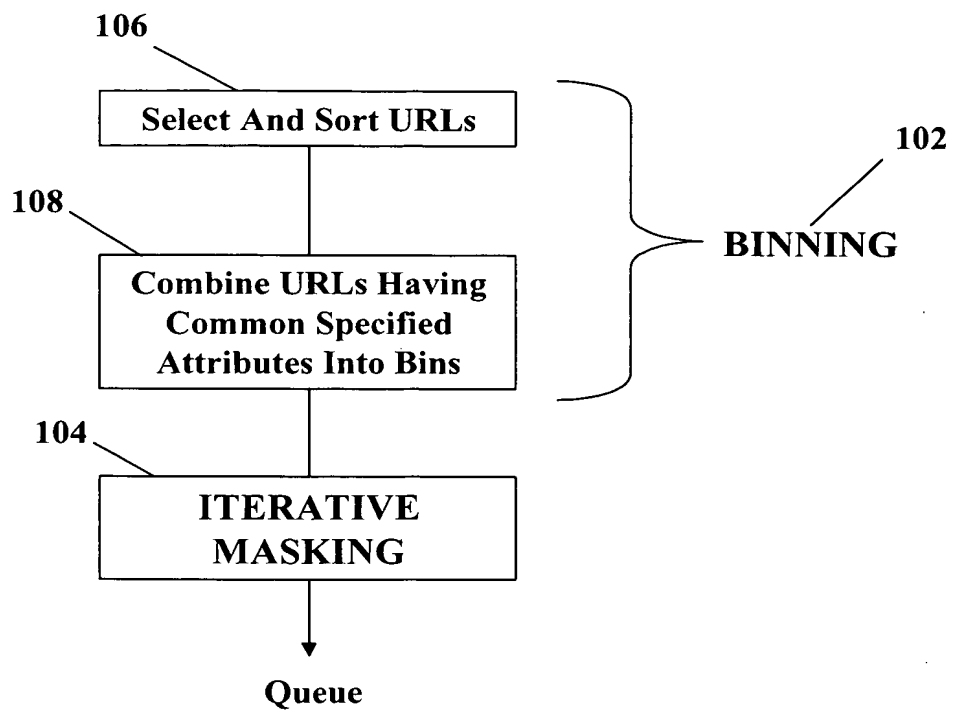 106
Select And Sort URLs
102
108
BINNING
Combine URLs Having
Common Specified
Attributes Into Bins
104
ITERATIVE
MASKING
Queue